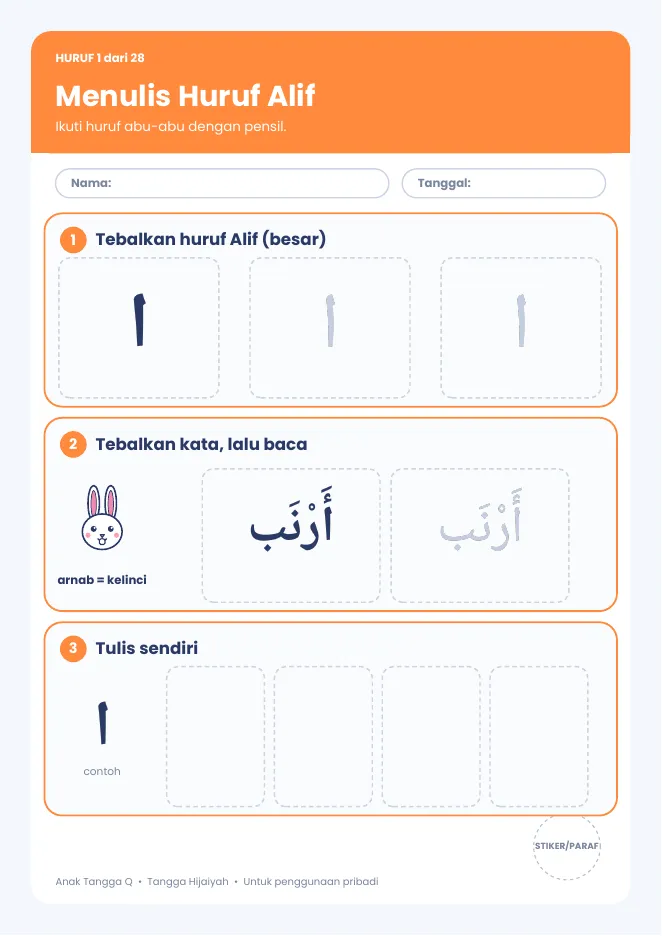 HURUF 1 dari 28
Menulis Huruf Alif
Ikuti huruf abu-abu dengan pensil.
Nama: Tanggal:
1 Tebalkan huruf Alif (besar)
ا ا ا
2 Tebalkan kata, lalu baca
أَرْنَب أَرْنَب
arnab = kelinci
3 Tulis sendiri
ا
contoh
STIKER/PARAF
Anak Tangga Q • Tangga Hijaiyah • Untuk penggunaan pribadi